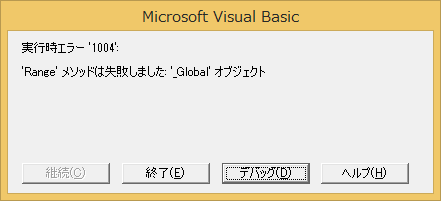 Microsoft Visual Basic
実行時エラー '1004':
'Range' メソッドは失敗しました: '_Global' オブジェクト
継続(C)
終了(E)
デバッグ(D)
ヘルプ(H)